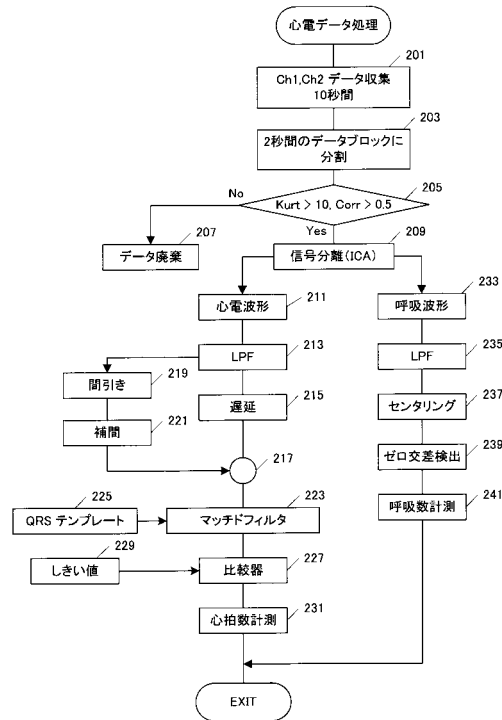 心電データ処理
201
Ch1,Ch2 データ収集
10秒間
203
2秒間のデータブロックに
分割
205
No
Kurt > 10, Corr > 0.5
Yes
207
データ廃棄
209
信号分離(ICA)
211
心電波形
233
呼吸波形
213
LPF
235
LPF
219
間引き
215
遅延
237
センタリング
221
補間
217
239
ゼロ交差検出
225
QRS テンプレート
223
マッチドフィルタ
241
呼吸数計測
229
しきい値
227
比較器
231
心拍数計測
EXIT